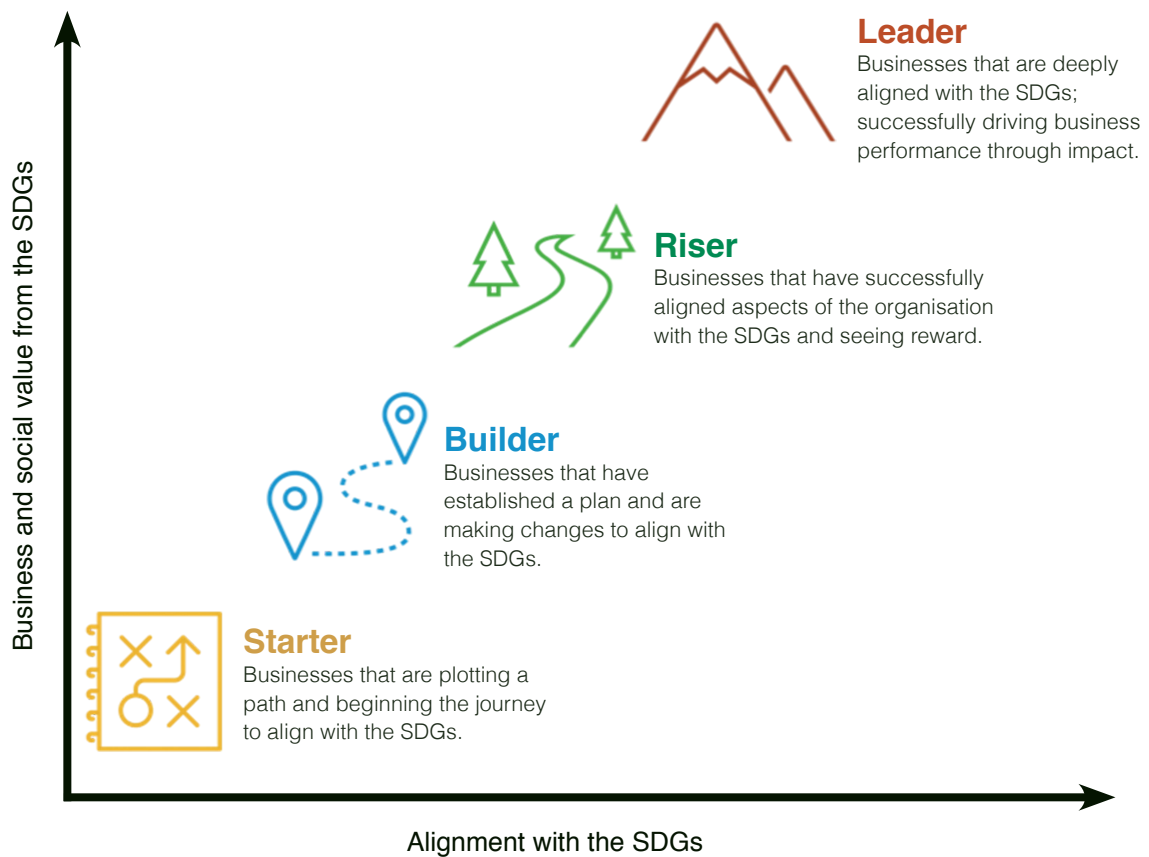 Leader
Businesses that are deeply
aligned with the SDGs;
successfully driving business
performance through impact.
Riser
Businesses that have successfully
aligned aspects of the organisation
with the SDGs and seeing reward.
Builder
Businesses that have
established a plan and are
making changes to align with
the SDGs.
Starter
Businesses that are plotting a
path and beginning the journey
to align with the SDGs.
Business and social value from the SDGs
Alignment with the SDGs